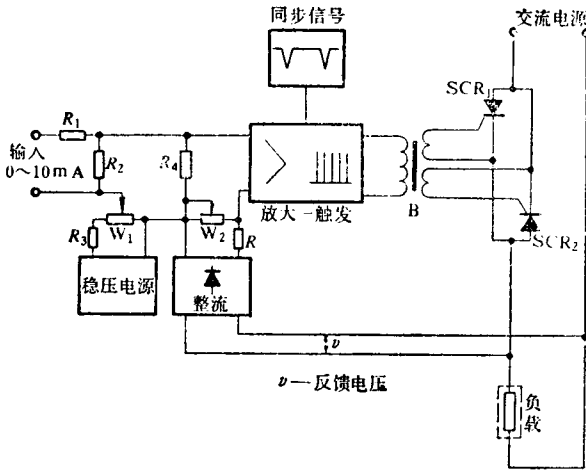 同步信号
交流电源
SCR₁
R₁
输入
0～10mA
R₂
R₄
放大-触发
B
SCR₂
R₃
W₁
W₂
R
稳压电源
整流
υ
υ—反馈电压
负
载